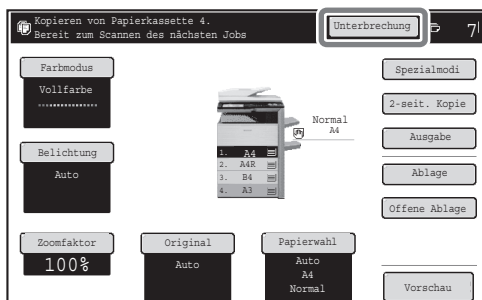 Kopieren von Papierkassette 4.
Bereit zum Scannen des nächsten Jobs
Unterbrechung
7
Farbmodus
Vollfarbe
Spezialmodi
2-seit. Kopie
Normal
A4
Ausgabe
Belichtung
Auto
1. A4
2. A4R
3. B4
4. A3
Ablage
Offene Ablage
Zoomfaktor
100%
Original
Auto
Papierwahl
Auto
A4
Normal
Vorschau